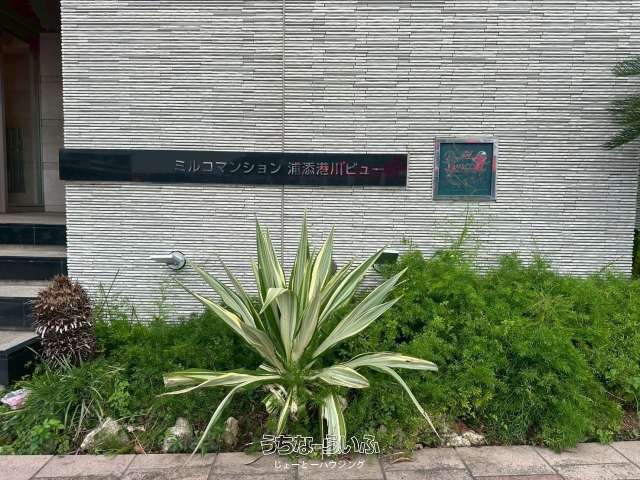 ミルコマンション 浦添港川ビュー
うちなーらいふ
じょーとーハウジング